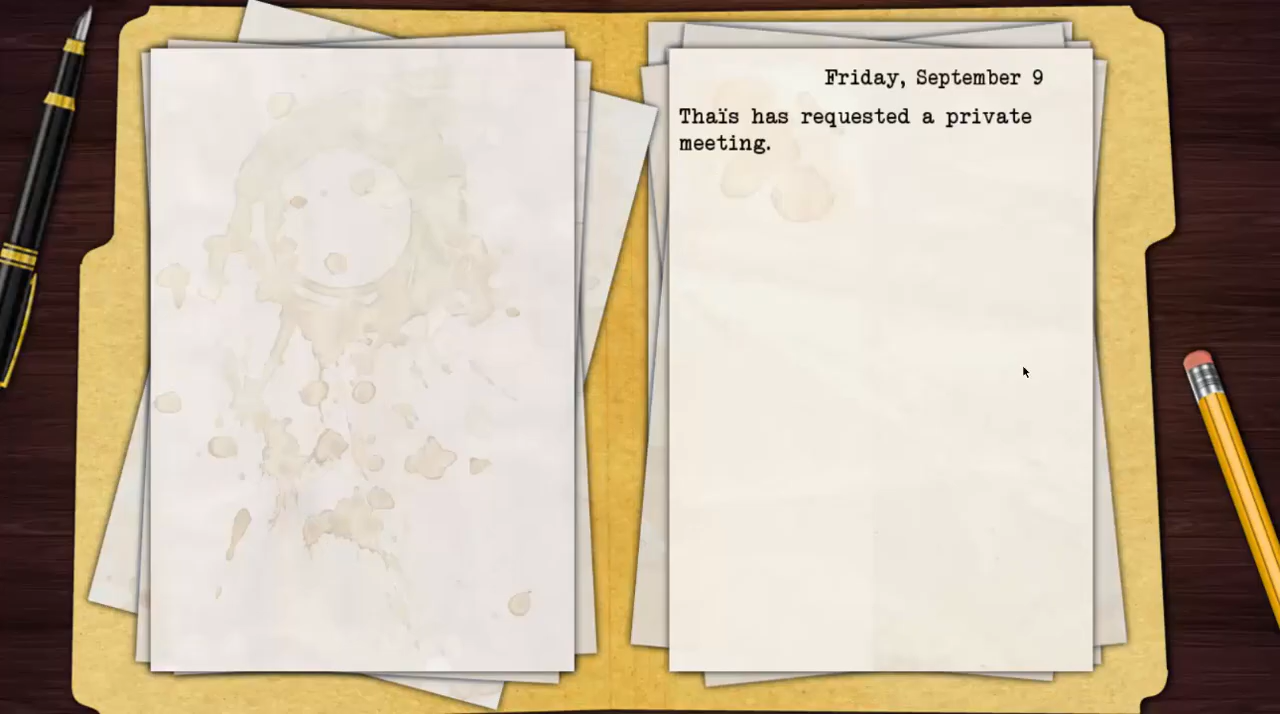 Friday, September 9
Thaïs has requested a private
meeting.